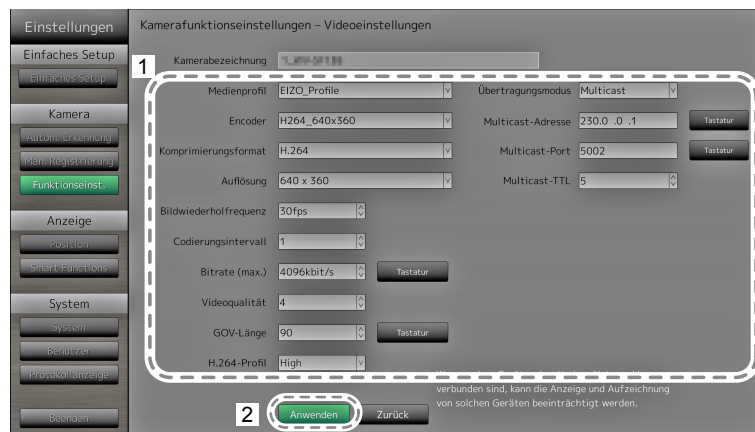 Einstellungen
Kamerafunktionseinstellungen – Videoeinstellungen
Einfaches Setup
Einfaches Setup
Kamera
Autom. Erkennung
Man. Registrierung
Funktionseinst.
Anzeige
Position
Smart Functions
System
System
Benutzer
Protokollanzeige
Beenden
1
Kamerabezeichnung
Medienprofil EIZO_Profile
Encoder H264_640x360
Komprimierungsformat H.264
Auflösung 640 x 360
Bildwiederholfrequenz 30fps
Codierungsintervall 1
Bitrate (max.) 4096kbit/s Tastatur
Videoqualität 4
GOV-Länge 90 Tastatur
H.264-Profil High
Übertragungsmodus Multicast
Multicast-Adresse 230.0 .0 .1 Tastatur
Multicast-Port 5002 Tastatur
Multicast-TTL 5
verbunden sind, kann die Anzeige und Aufzeichnung
von solchen Geräten beeinträchtigt werden.
2
Anwenden
Zurück